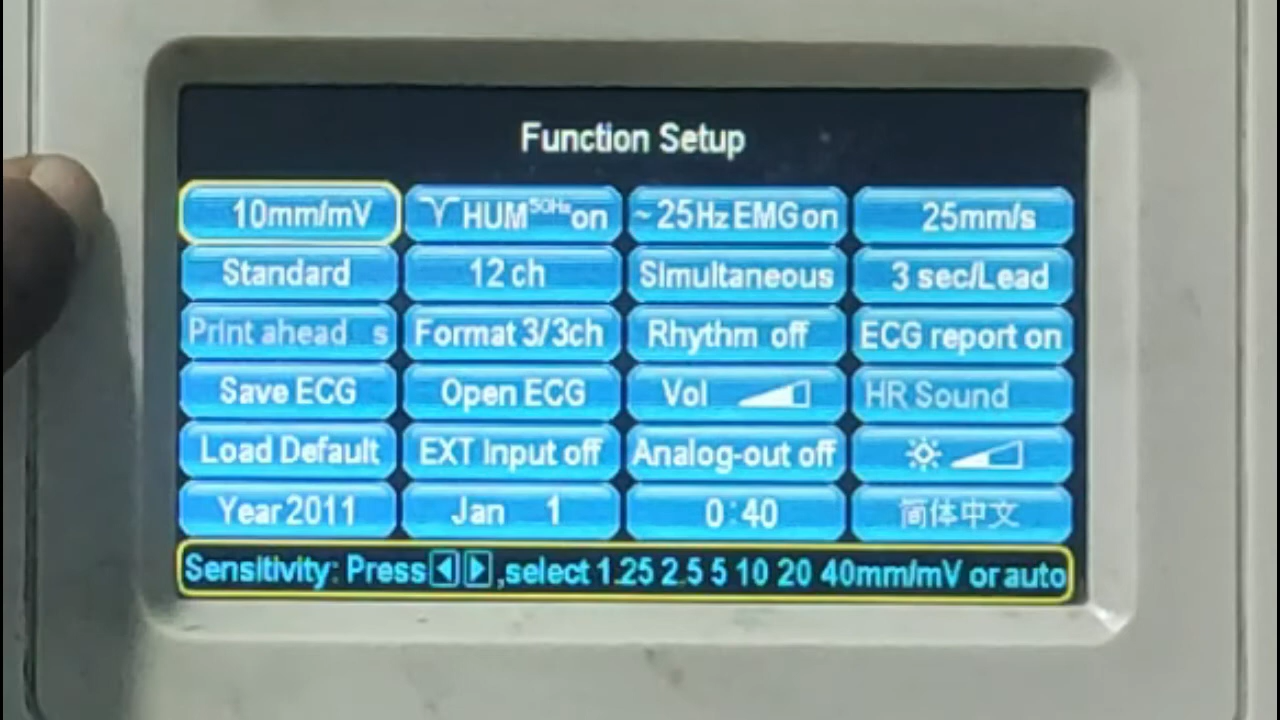 Function Setup
10mm/mV HUM 50Hz on ~25Hz EMG on 25mm/s
Standard 12 ch Simultaneous 3 sec/Lead
Print ahead s Format 3/3ch Rhythm off ECG report on
Save ECG Open ECG Vol HR Sound
Load Default EXT Input off Analog-out off
Year 2011 Jan 1 0:40 简体中文
Sensitivity: Press ◀ ▶ ,select 1.25 2.5 5 10 20 40mm/mV or auto